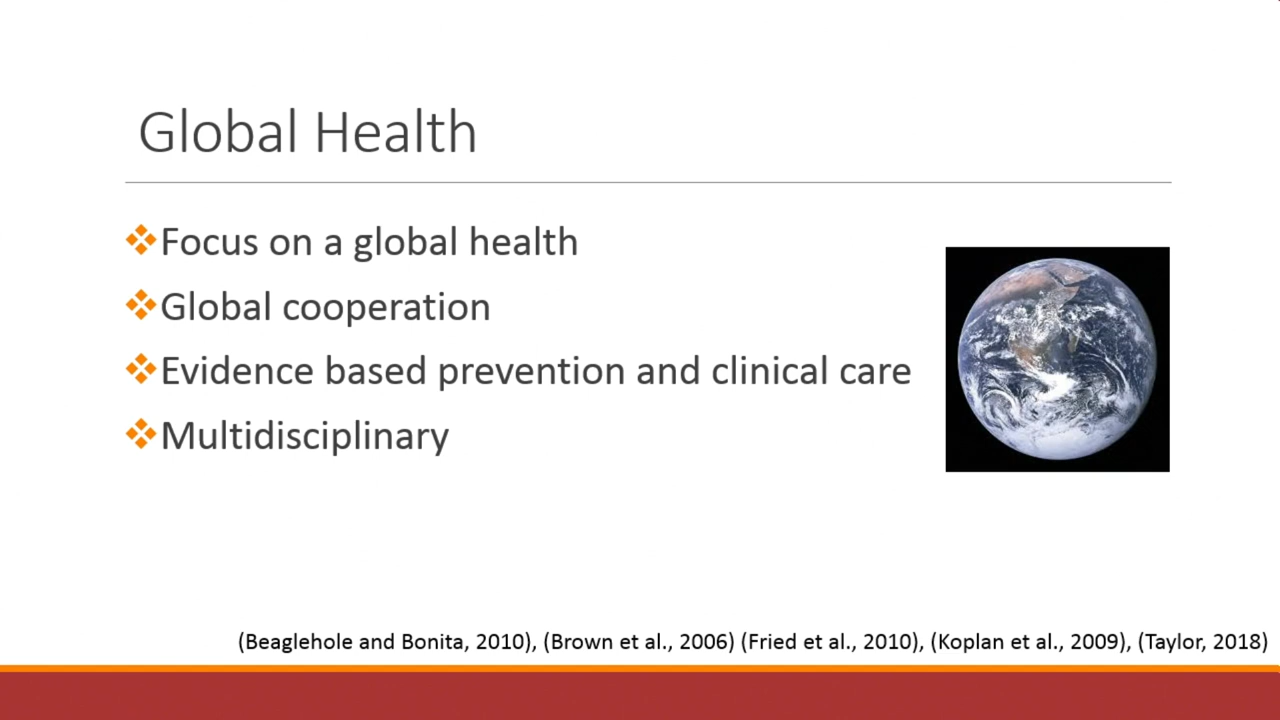 Global Health
❖Focus on a global health
❖Global cooperation
❖Evidence based prevention and clinical care
❖Multidisciplinary
(Beaglehole and Bonita, 2010), (Brown et al., 2006) (Fried et al., 2010), (Koplan et al., 2009), (Taylor, 2018)